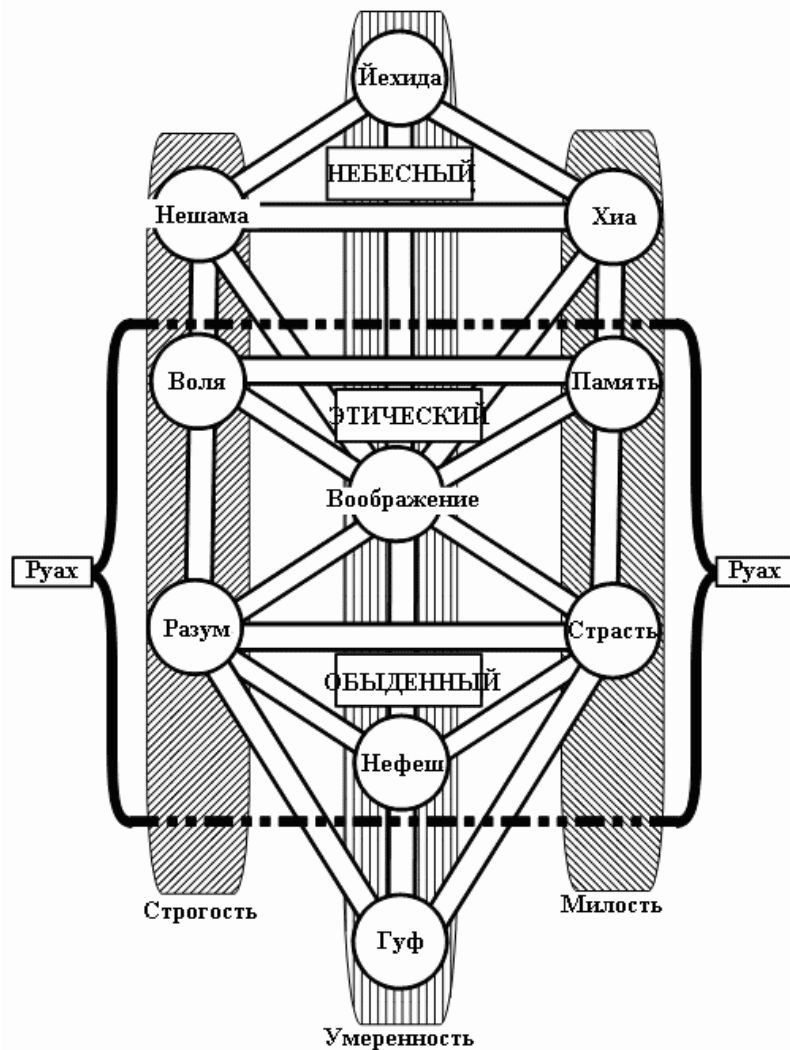 Йехида
НЕБЕСНЫЙ
Нешама
Хиа
Воля
Память
ЭТИЧЕСКИЙ
Воображение
Руах
Руах
Разум
Страсть
ОБЫДЕННЫЙ
Нефеш
Строгость
Милость
Гуф
Умеренность